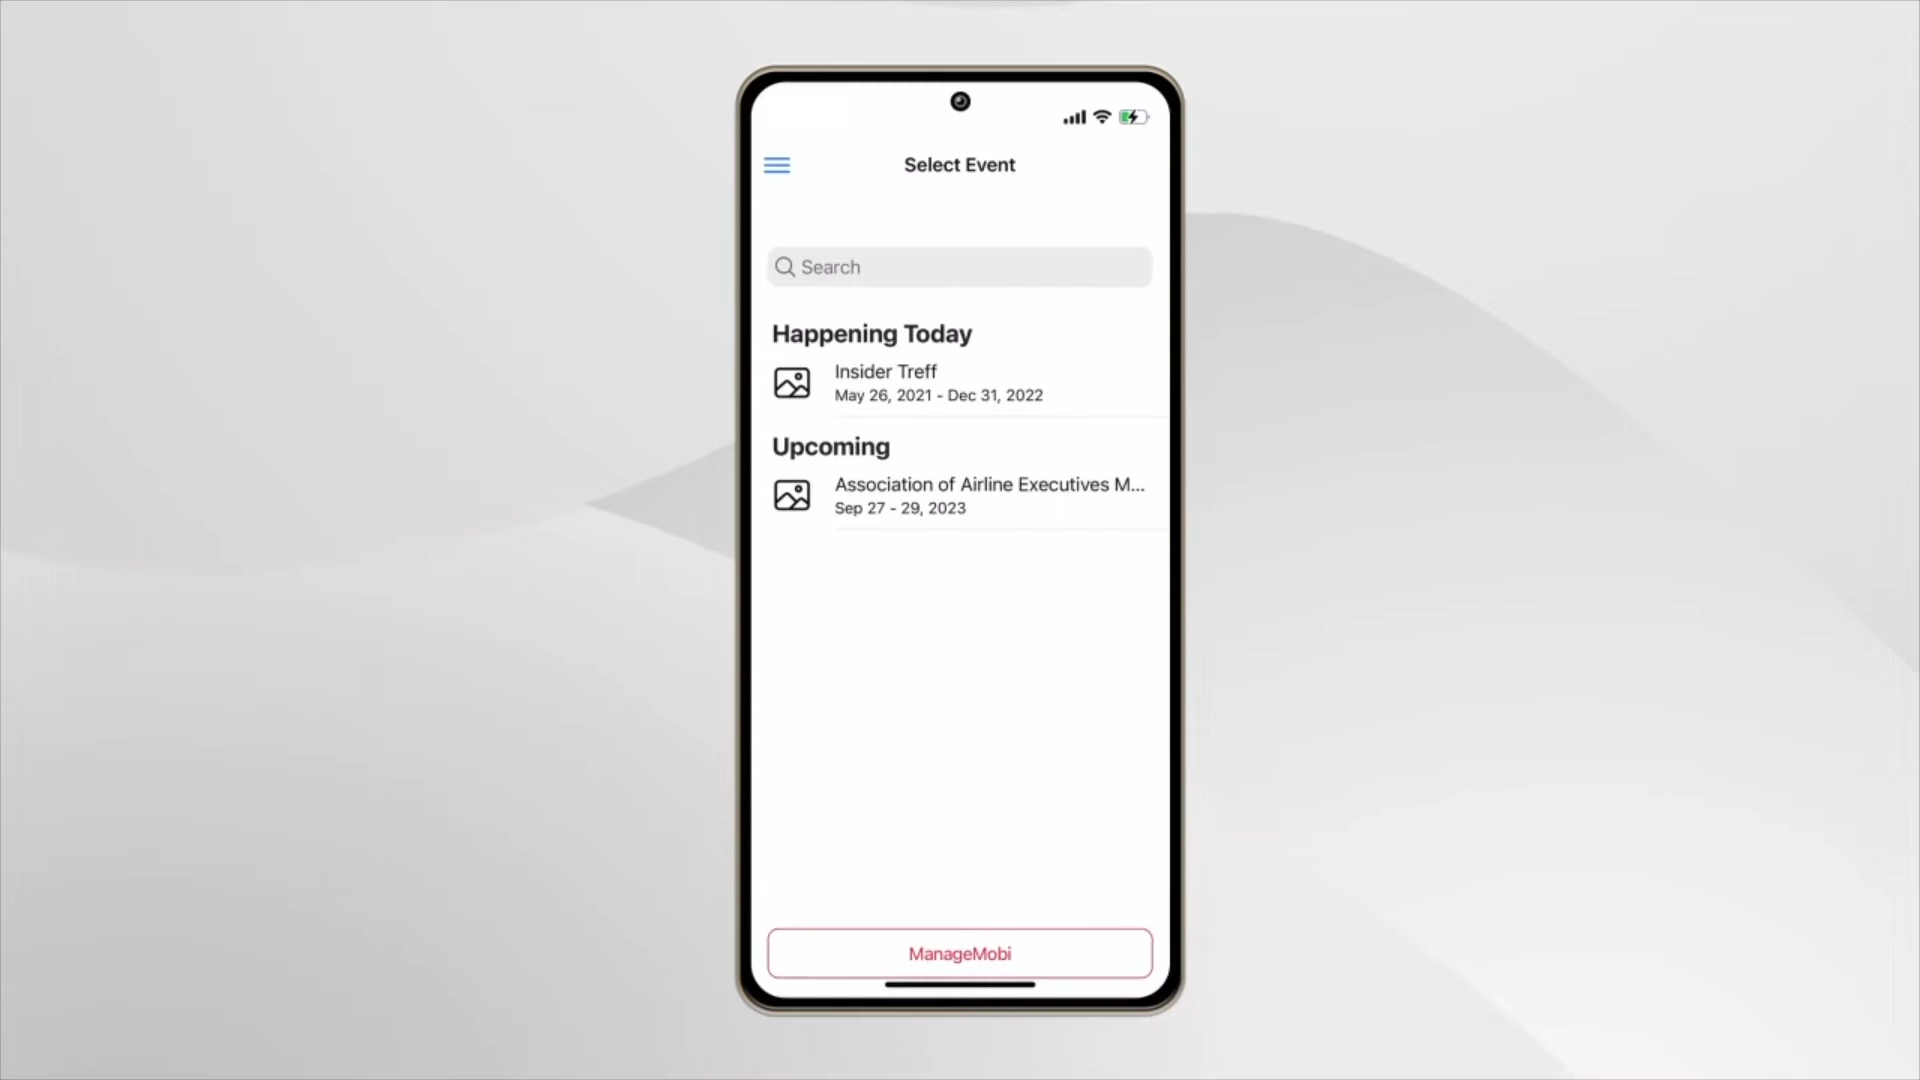 Select Event
Search
Happening Today
Insider Treff
May 26, 2021 - Dec 31, 2022
Upcoming
Association of Airline Executives M...
Sep 27 - 29, 2023
ManageMobi